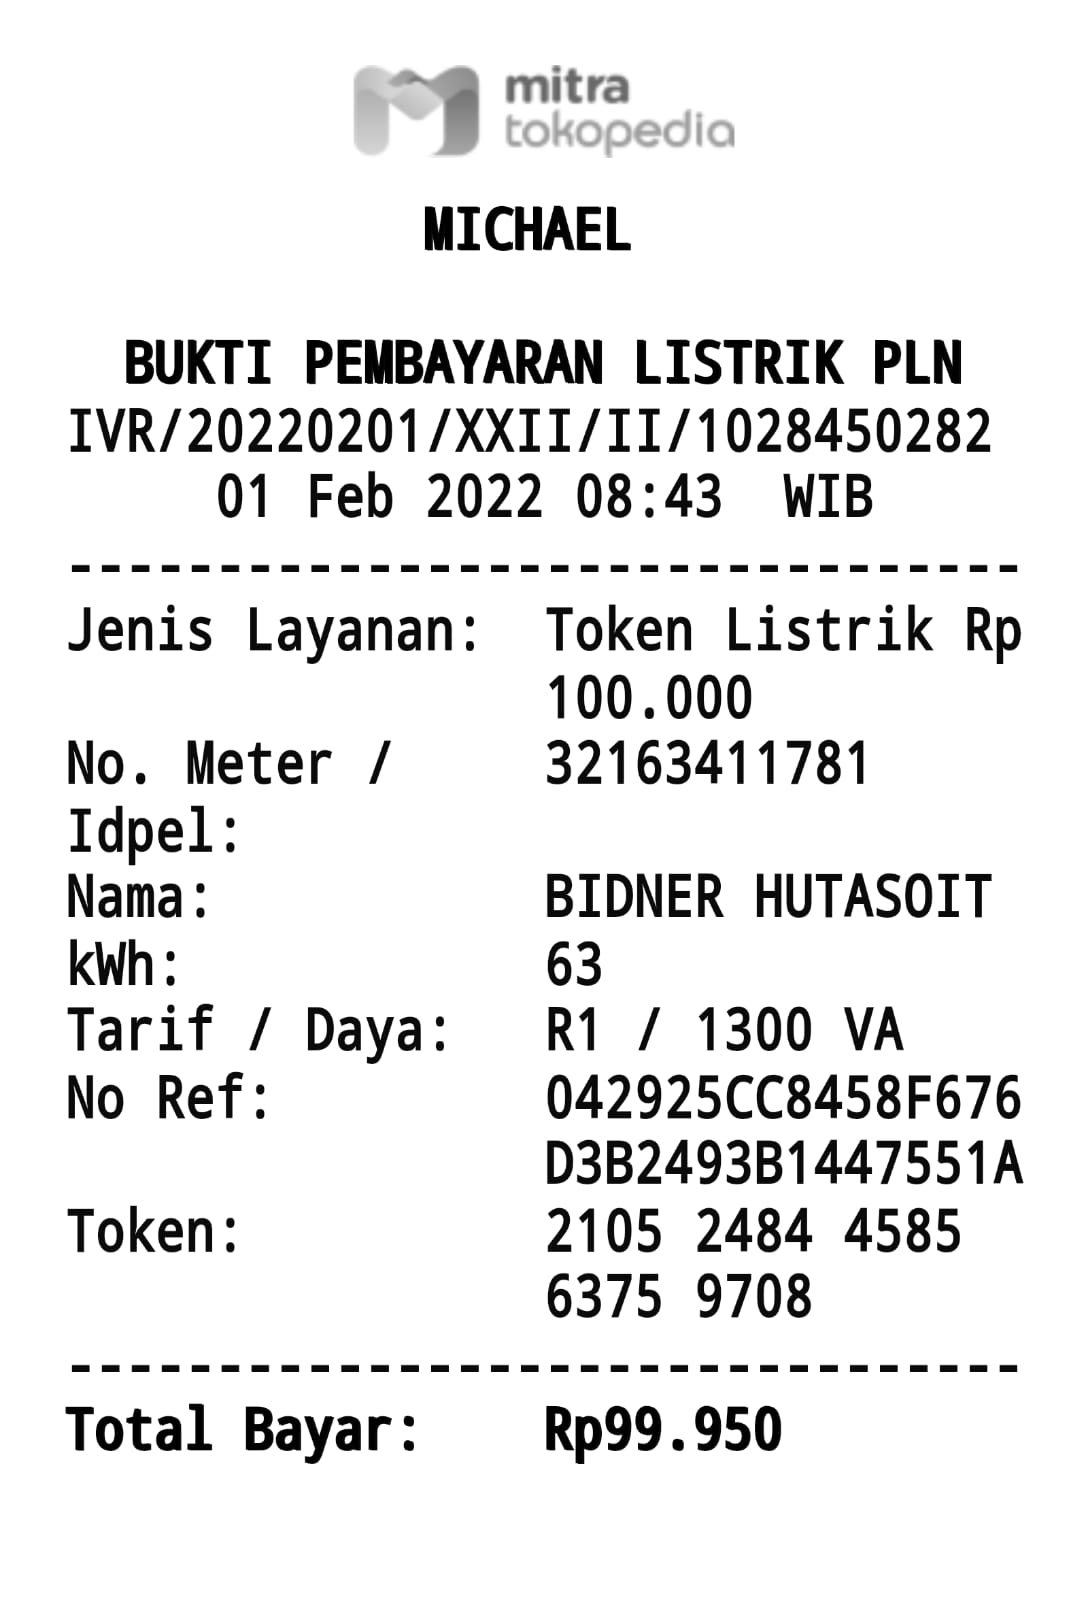 mitra
tokopedia
MICHAEL
BUKTI PEMBAYARAN LISTRIK PLN
IVR/20220201/XXII/II/1028450282
01 Feb 2022 08:43 WIB
--------------------------------
Jenis Layanan: Token Listrik Rp
100.000
No. Meter / 32163411781
Idpel:
Nama: BIDNER HUTASOIT
kWh: 63
Tarif / Daya: R1 / 1300 VA
No Ref: 042925CC8458F676
D3B2493B1447551A
Token: 2105 2484 4585
6375 9708
--------------------------------
Total Bayar: Rp99.950